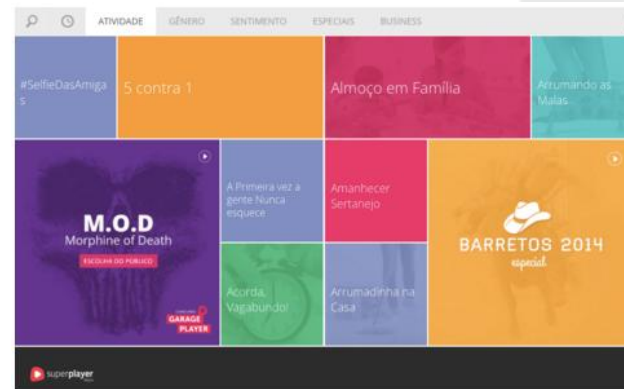 ATIVIDADE
GÊNERO
SENTIMENTO
ESPECIAIS
BUSINESS
#SelfieDasAmiga
s
5 contra 1
Almoço em Família
Arrumando as
Malas
M.O.D
Morphine of Death
ESCOLHA DO PÚBLICO
GARAGE
PLAYER
A Primeira vez a
gente Nunca
esquece
Amanhecer
Sertanejo
BARRETOS 2014
especial
Acorda,
Vagabundo!
Arrumadinha na
Casa
superplayer